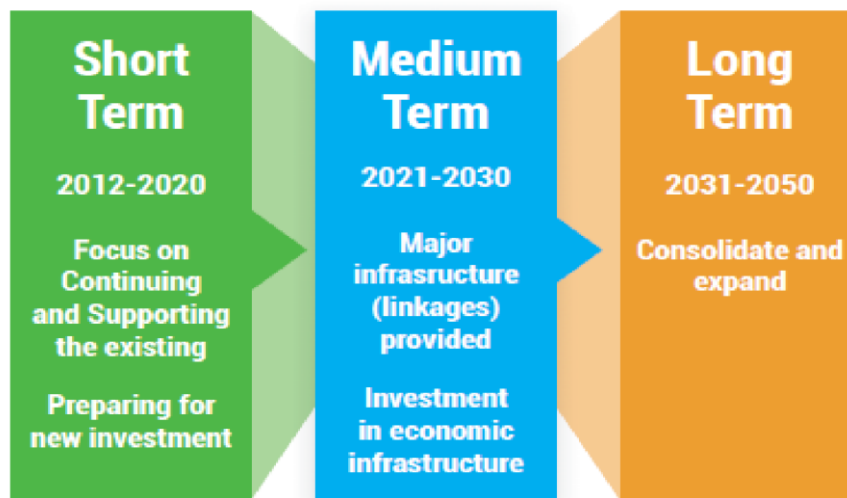 Short
Term
2012-2020
Focus on
Continuing
and Supporting
the existing
Preparing for
new investment
Medium
Term
2021-2030
Major
infrasructure
(linkages)
provided
Investment
in economic
infrastructure
Long
Term
2031-2050
Consolidate and
expand